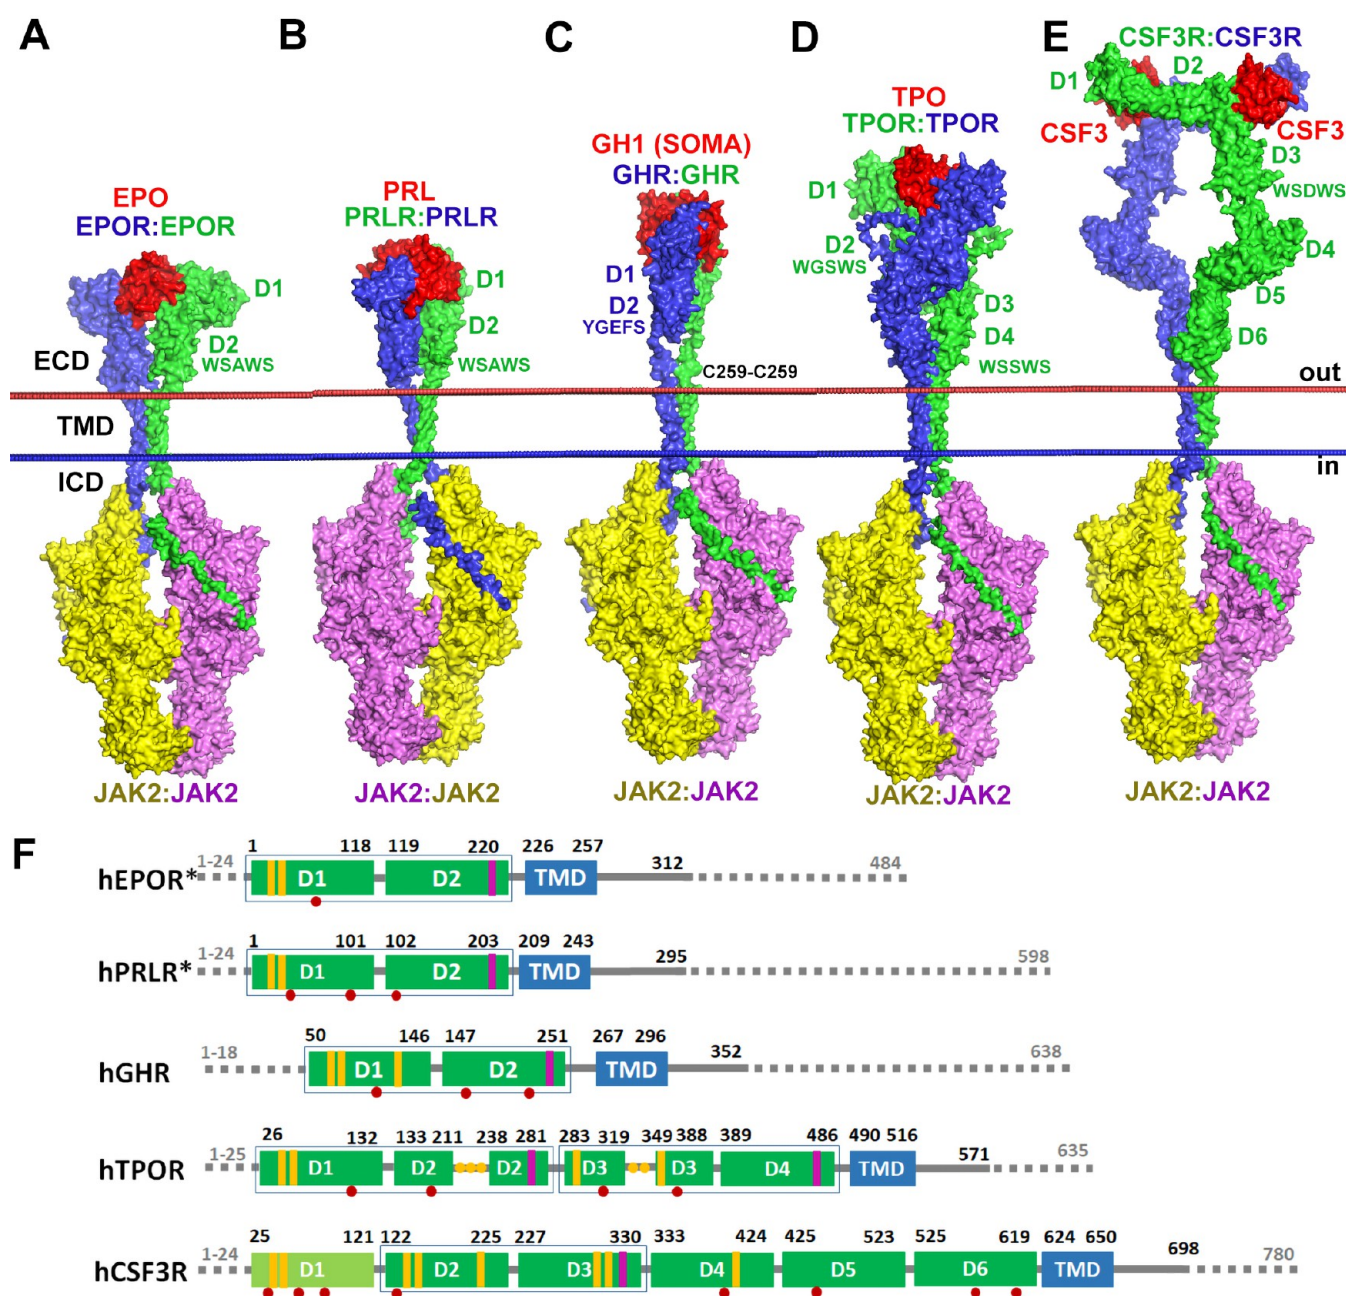 A
B
C
D
E
EPO
EPOR:EPOR
D1
D2
WSAWS
ECD
TMD
ICD
JAK2:JAK2
PRL
PRLR:PRLR
D1
D2
WSAWS
JAK2:JAK2
GH1 (SOMA)
GHR:GHR
D1
D2
YGEFS
C259-C259
JAK2:JAK2
TPO
TPOR:TPOR
D1
D2
WGSWS
D3
D4
WSSWS
JAK2:JAK2
CSF3R:CSF3R
D1
D2
CSF3
CSF3
D3
WSDWS
D4
D5
D6
out
in
JAK2:JAK2
F
hEPOR*
1-24 1 118 119 220 226 257 312 484
D1 D2 TMD
hPRLR*
1-24 1 101 102 203 209 243 295 598
D1 D2 TMD
hGHR
1-18 50 146 147 251 267 296 352 638
D1 D2 TMD
hTPOR
1-25 26 132 133 211 238 281 283 319 349 388 389 486 490 516 571 635
D1 D2 D2 D3 D3 D4 TMD
hCSF3R
1-24 25 121 122 225 227 330 333 424 425 523 525 619 624 650 698 780
D1 D2 D3 D4 D5 D6 TMD